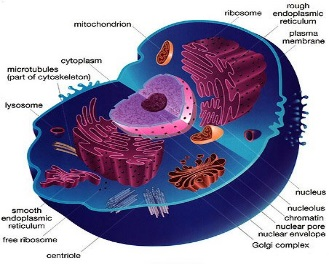 mitochondrion
ribosome
rough
endoplasmic
reticulum
plasma
membrane
cytoplasm
microtubules
(part of cytoskeleton)
lysosome
smooth
endoplasmic
reticulum
free ribosome
centriole
nucleus
nucleolus
chromatin
nuclear pore
nuclear envelope
Golgi complex